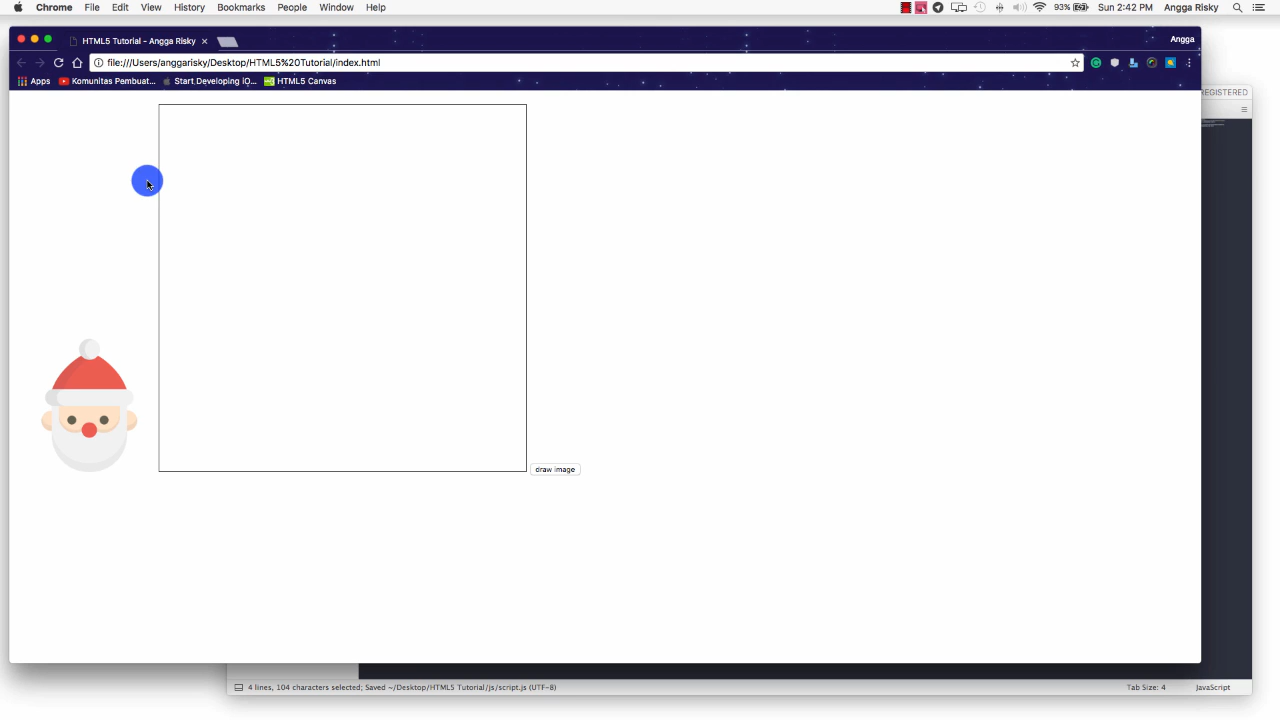 Chrome File Edit View History Bookmarks People Window Help 93% Sun 2:42 PM Angga Risky
HTML5 Tutorial - Angga Risky Angga
file:///Users/anggarisky/Desktop/HTML5%20Tutorial/index.html
Apps Komunitas Pembuat... Start Developing iO... HTML5 Canvas
REGISTERED
draw image
4 lines, 104 characters selected; Saved ~/Desktop/HTML5 Tutorial/js/script.js (UTF-8) Tab Size: 4 JavaScript